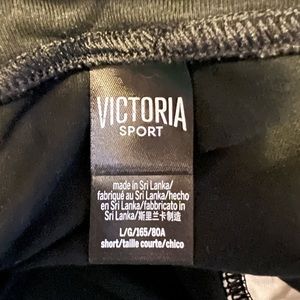 VICTORIA
SPORT
made in Sri Lanka/
fabriqué au Sri Lanka/hecho
en Sri Lanka/fabbricato in
Sri Lanka/斯里兰卡制造
L/G/165/80A
short/taille courte/chico